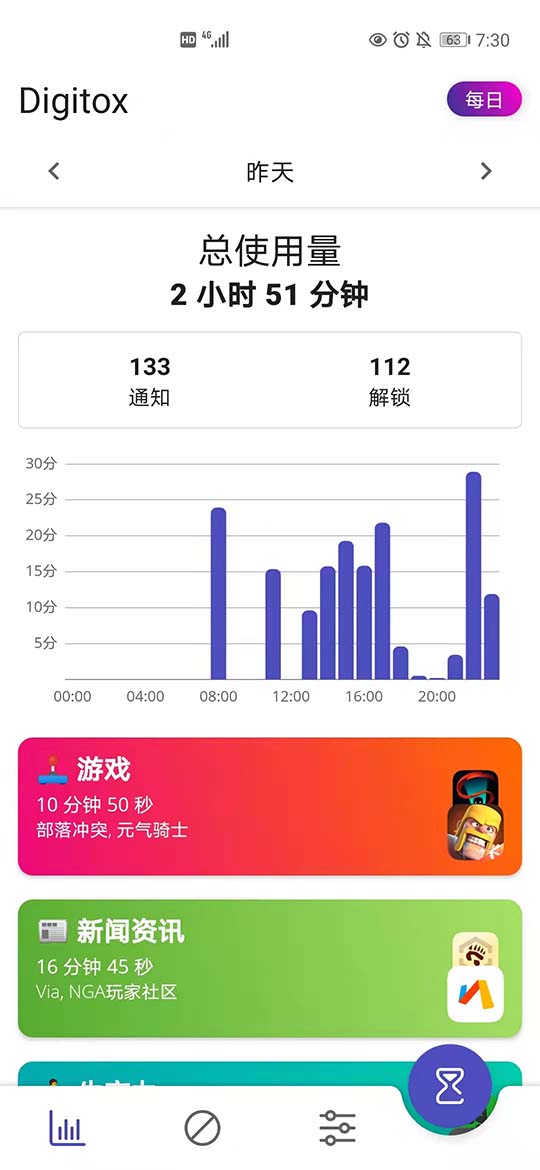 HD 4G 63 7:30
Digitox
每日
昨天
总使用量
2 小时 51 分钟
133 112
通知 解锁
30分
25分
20分
15分
10分
5分
00:00 04:00 08:00 12:00 16:00 20:00
游戏
10 分钟 50 秒
部落冲突, 元气骑士
新闻资讯
16 分钟 45 秒
Via, NGA玩家社区